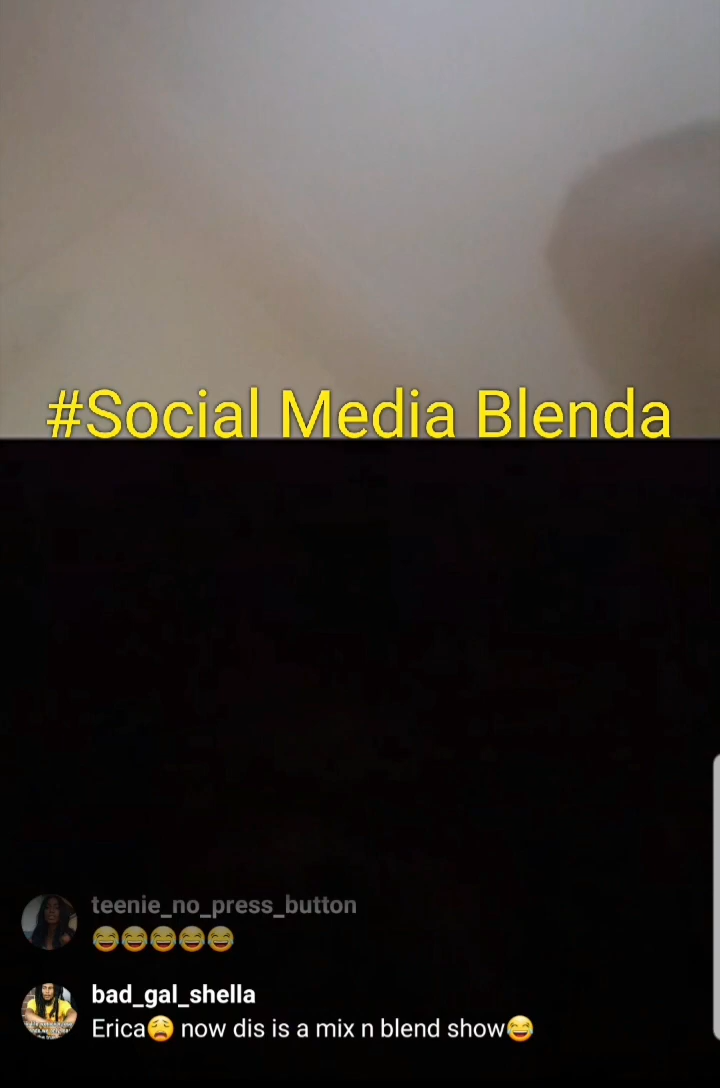 #Social Media Blenda
teenie_no_press_button
😂😂😂😂😂
bad_gal_shella
Erica😩 now dis is a mix n blend show😂